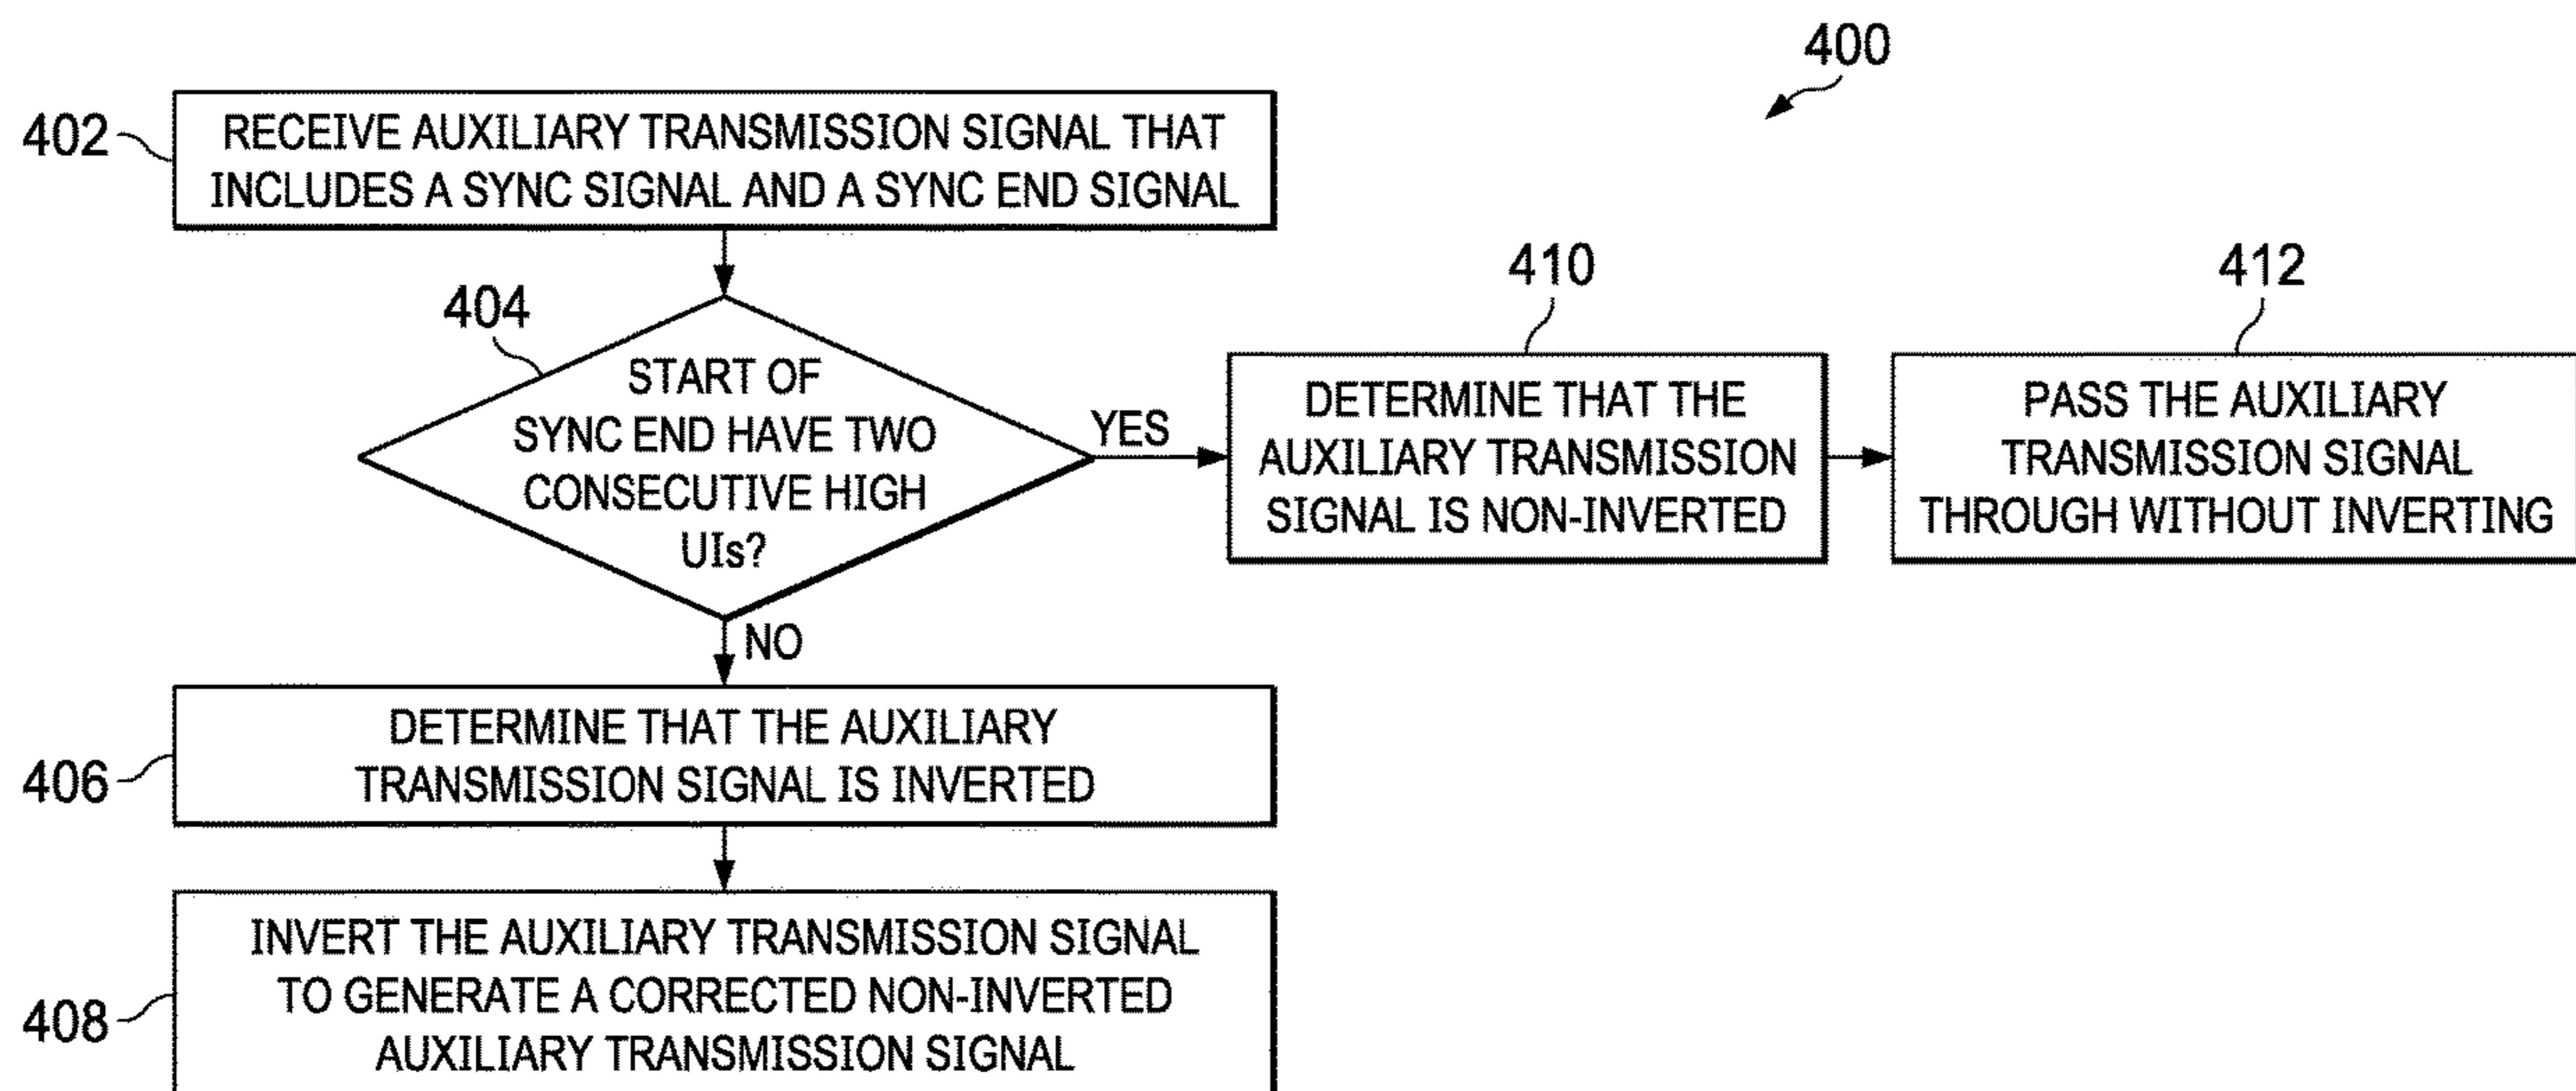 400
402
RECEIVE AUXILIARY TRANSMISSION SIGNAL THAT
INCLUDES A SYNC SIGNAL AND A SYNC END SIGNAL
404
START OF
SYNC END HAVE TWO
CONSECUTIVE HIGH
UIs?
YES
410
DETERMINE THAT THE
AUXILIARY TRANSMISSION
SIGNAL IS NON-INVERTED
412
PASS THE AUXILIARY
TRANSMISSION SIGNAL
THROUGH WITHOUT INVERTING
NO
406
DETERMINE THAT THE AUXILIARY
TRANSMISSION SIGNAL IS INVERTED
408
INVERT THE AUXILIARY TRANSMISSION SIGNAL
TO GENERATE A CORRECTED NON-INVERTED
AUXILIARY TRANSMISSION SIGNAL